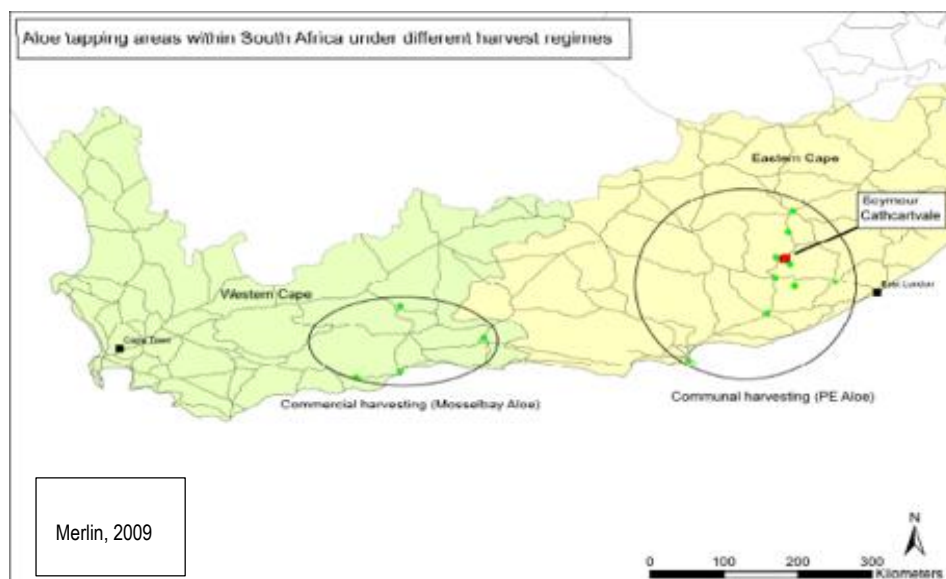 Aloe tapping areas within South Africa under different harvest regimes
Eastern Cape
Seymour
Cathcartvale
East London
Western Cape
Cape Town
Commercial harvesting (Mosselbay Aloe)
Communal harvesting (PE Aloe)
Merlin, 2009
N
0 100 200 300
Kilometers